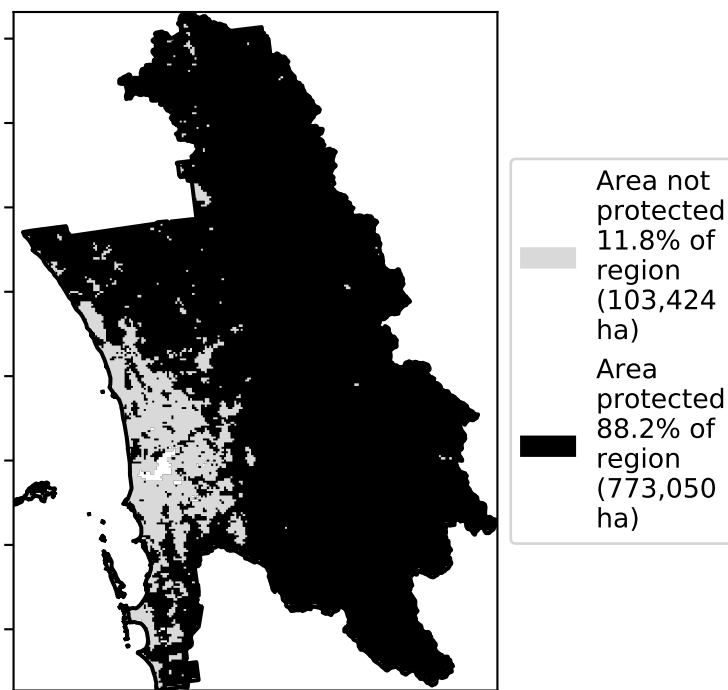 Area not
protected
11.8% of
region
(103,424
ha)
Area
protected
88.2% of
region
(773,050
ha)